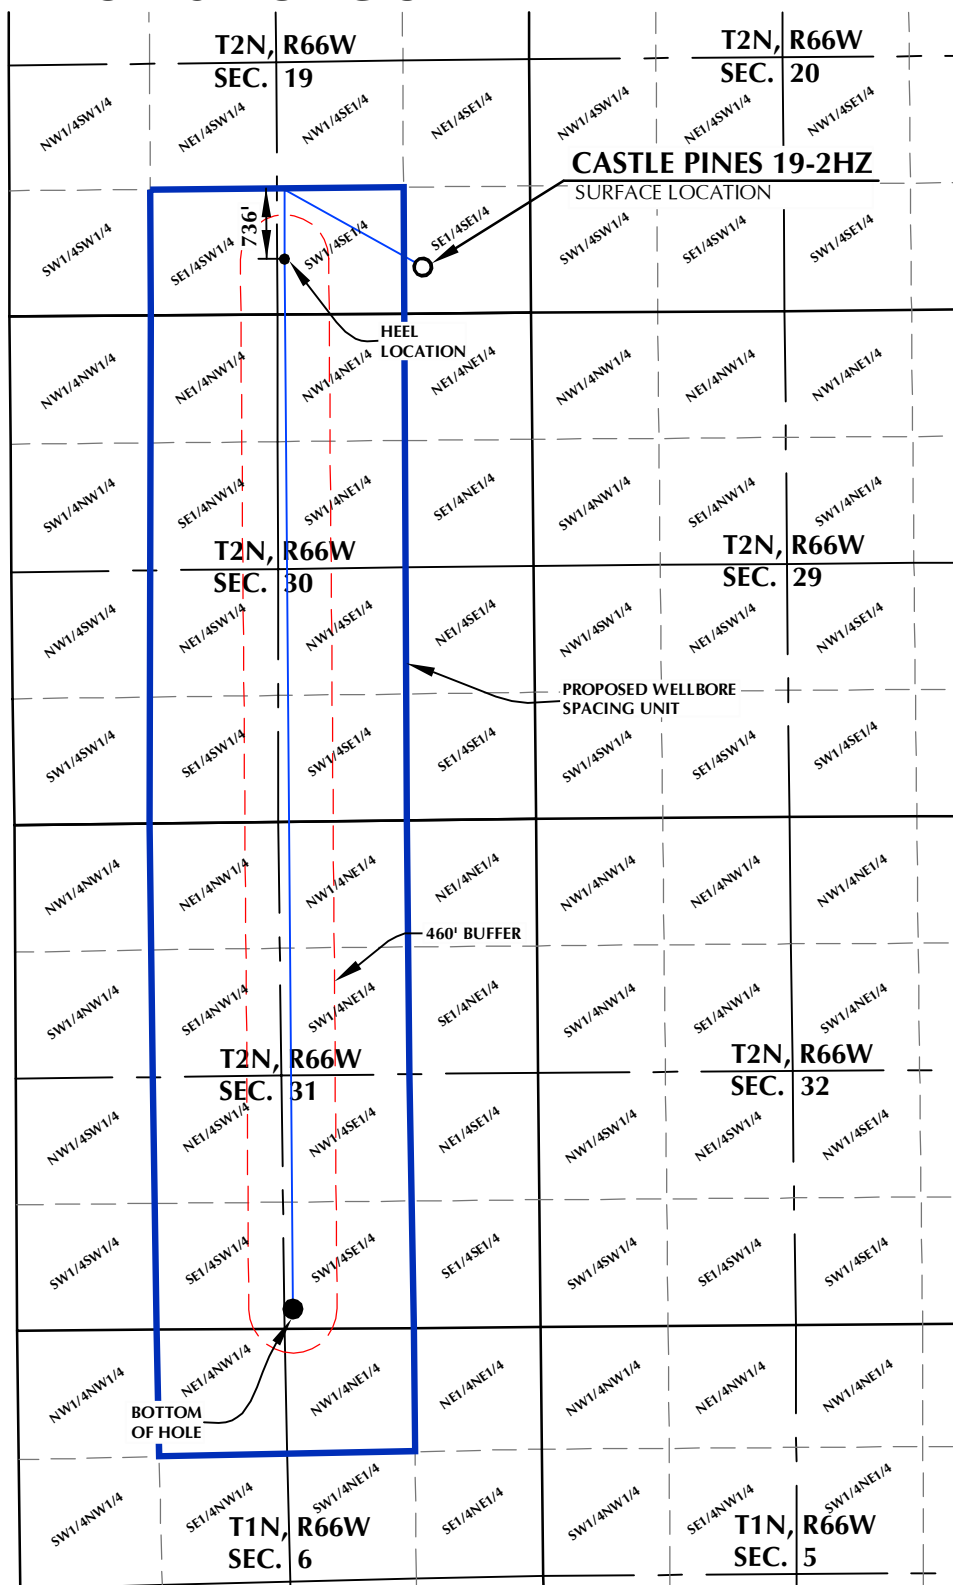 T2N, R66W
SEC. 19
T2N, R66W
SEC. 20
NW1/4SW1/4
NE1/4SW1/4
NW1/4SE1/4
NE1/4SE1/4
NW1/4SW1/4
NE1/4SW1/4
NW1/4SE1/4
CASTLE PINES 19-2HZ
SURFACE LOCATION
736'
SW1/4SW1/4
SE1/4SW1/4
SW1/4SE1/4
SE1/4SE1/4
SW1/4SW1/4
SE1/4SW1/4
SW1/4SE1/4
HEEL
LOCATION
NW1/4NW1/4
NE1/4NW1/4
NW1/4NE1/4
NE1/4NE1/4
NW1/4NW1/4
NE1/4NW1/4
NW1/4NE1/4
SW1/4NW1/4
SE1/4NW1/4
SW1/4NE1/4
SE1/4NE1/4
SW1/4NW1/4
SE1/4NW1/4
SW1/4NE1/4
T2N, R66W
SEC. 30
T2N, R66W
SEC. 29
NW1/4SW1/4
NE1/4SW1/4
NW1/4SE1/4
NE1/4SE1/4
NW1/4SW1/4
NE1/4SW1/4
NW1/4SE1/4
PROPOSED WELLBORE
SPACING UNIT
SW1/4SW1/4
SE1/4SW1/4
SW1/4SE1/4
SE1/4SE1/4
SW1/4SW1/4
SE1/4SW1/4
SW1/4SE1/4
NW1/4NW1/4
NE1/4NW1/4
NW1/4NE1/4
NE1/4NE1/4
NW1/4NW1/4
NE1/4NW1/4
NW1/4NE1/4
460' BUFFER
SW1/4NW1/4
SE1/4NW1/4
SW1/4NE1/4
SE1/4NE1/4
SW1/4NW1/4
SE1/4NW1/4
SW1/4NE1/4
T2N, R66W
SEC. 31
T2N, R66W
SEC. 32
NW1/4SW1/4
NE1/4SW1/4
NW1/4SE1/4
NE1/4SE1/4
NW1/4SW1/4
NE1/4SW1/4
NW1/4SE1/4
SW1/4SW1/4
SE1/4SW1/4
SW1/4SE1/4
SE1/4SE1/4
SW1/4SW1/4
SE1/4SW1/4
SW1/4SE1/4
NW1/4NW1/4
NE1/4NW1/4
NW1/4NE1/4
NE1/4NE1/4
NW1/4NW1/4
NE1/4NW1/4
NW1/4NE1/4
BOTTOM
OF HOLE
SW1/4NW1/4
SE1/4NW1/4
SW1/4NE1/4
SE1/4NE1/4
SW1/4NW1/4
SE1/4NW1/4
SW1/4NE1/4
T1N, R66W
SEC. 6
T1N, R66W
SEC. 5